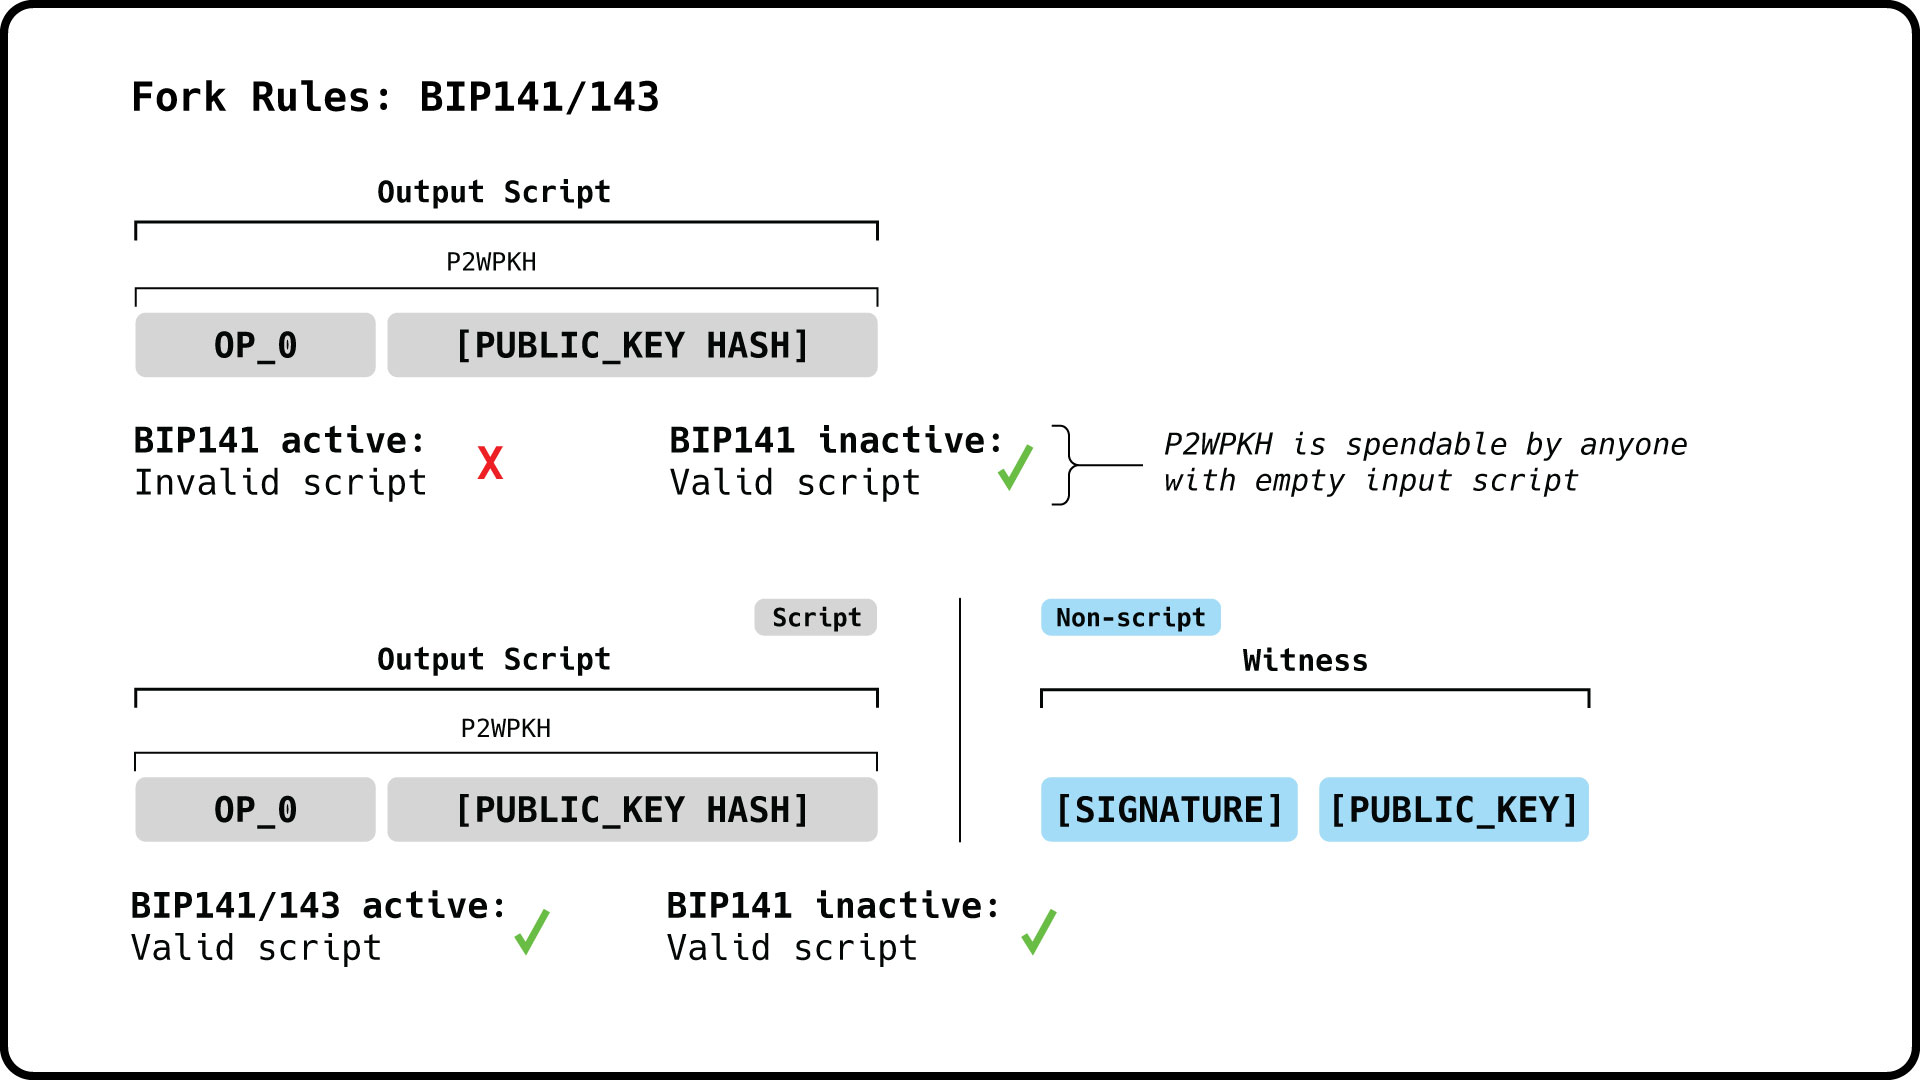 Fork Rules: BIP141/143
Output Script
P2WPKH
OP_0 [PUBLIC_KEY HASH]
BIP141 active:
Invalid script
X
BIP141 inactive:
Valid script
P2WPKH is spendable by anyone
with empty input script
Script
Output Script
P2WPKH
OP_0 [PUBLIC_KEY HASH]
Non-script
Witness
[SIGNATURE] [PUBLIC_KEY]
BIP141/143 active:
Valid script
BIP141 inactive:
Valid script